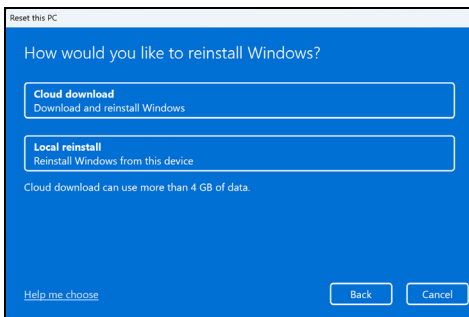 Reset this PC
How would you like to reinstall Windows?
Cloud download
Download and reinstall Windows
Local reinstall
Reinstall Windows from this device
Cloud download can use more than 4 GB of data.
Help me choose
Back
Cancel